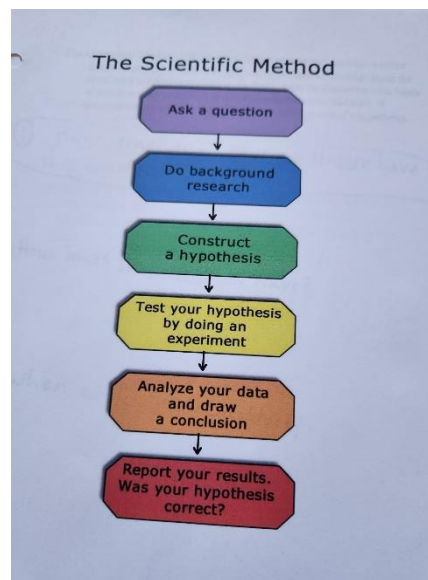 The Scientific Method
Ask a question
Do background
research
Construct
a hypothesis
Test your hypothesis
by doing an
experiment
Analyze your data
and draw
a conclusion
Report your results.
Was your hypothesis
correct?